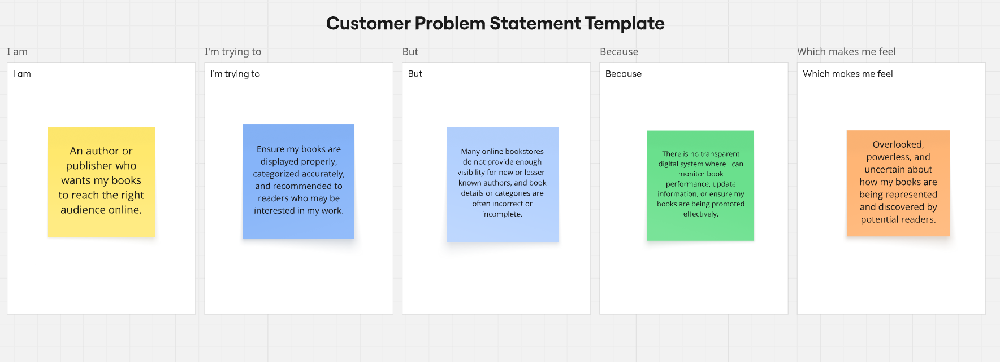 Customer Problem Statement Template
I am
I'm trying to
But
Because
Which makes me feel
I am
I'm trying to
But
Because
Which makes me feel
An author or
publisher who
wants my books
to reach the right
audience online.
Ensure my books are
displayed properly,
categorized accurately,
and recommended to
readers who may be
interested in my work.
Many online bookstores
do not provide enough
visibility for new or lesser-
known authors, and book
details or categories are
often incorrect or
incomplete.
There is no transparent
digital system where I can
monitor book
performance, update
information, or ensure my
books are being promoted
effectively.
Overlooked,
powerless, and
uncertain about
how my books are
being represented
and discovered by
potential readers.